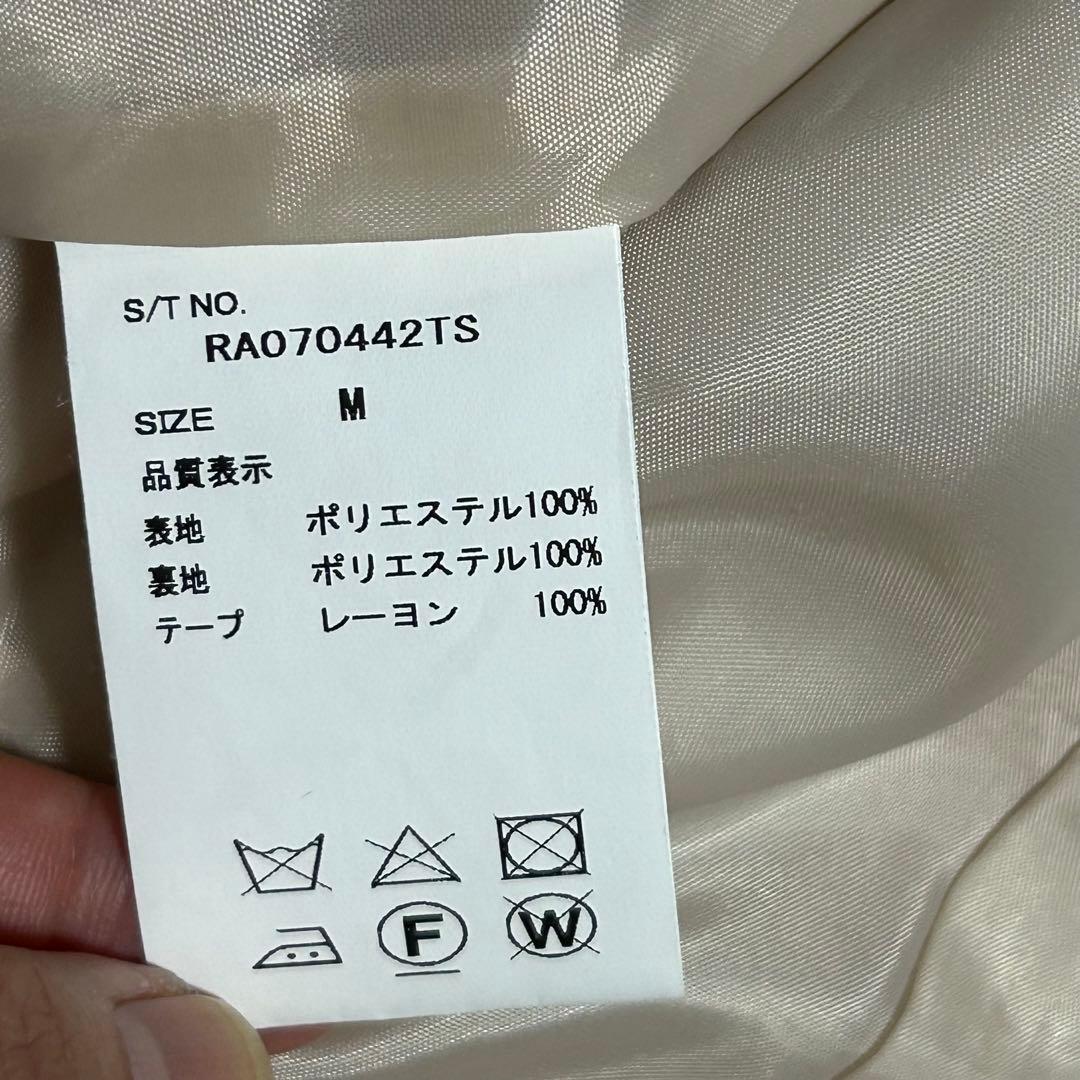 S/T NO.
RA070442TS
SIZE M
品質表示
表地 ポリエステル100%
裏地 ポリエステル100%
テープ レーヨン 100%
F W